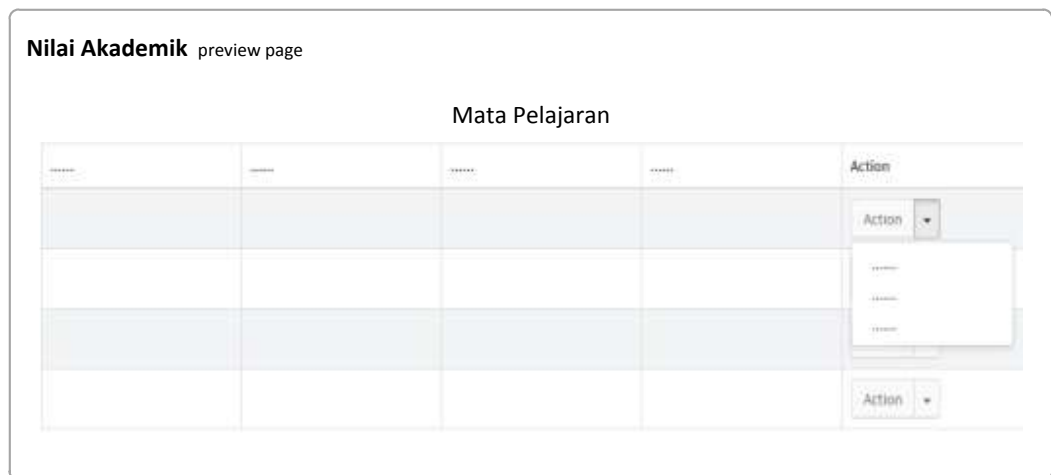 Nilai Akademik preview page
Mata Pelajaran
....... ....... ....... ....... Action
Action
.......
.......
.......
Action